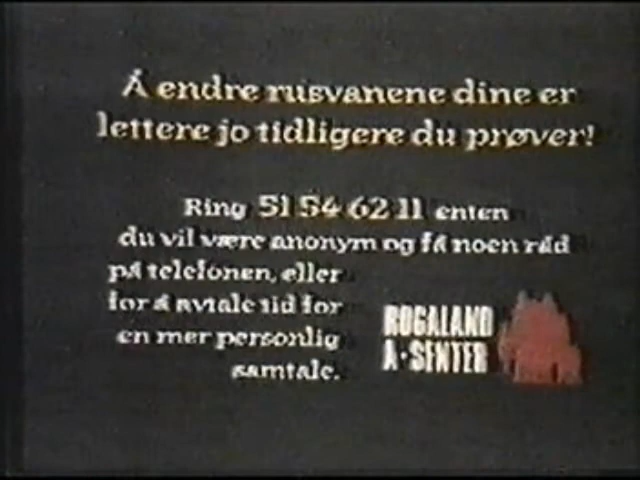 Å endre rusvanene dine er
lettere jo tidligere du prøver!
Ring 51 54 62 11 enten
du vil være anonym og få noen råd
på telefonen, eller
for å avtale tid for
en mer personlig
samtale.
ROGALAND
A-SENTER